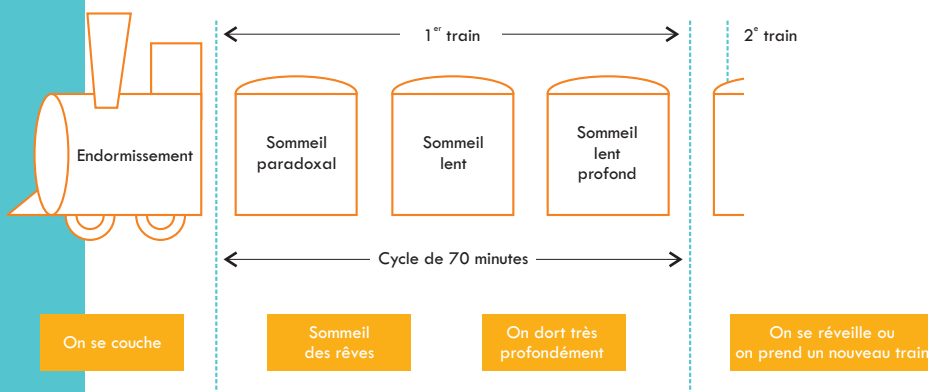 1er train
2e train
Endormissement
Sommeil
paradoxal
Sommeil
lent
Sommeil
lent
profond
Cycle de 70 minutes
On se couche
Sommeil
des rêves
On dort très
profondément
On se réveille ou
on prend un nouveau train